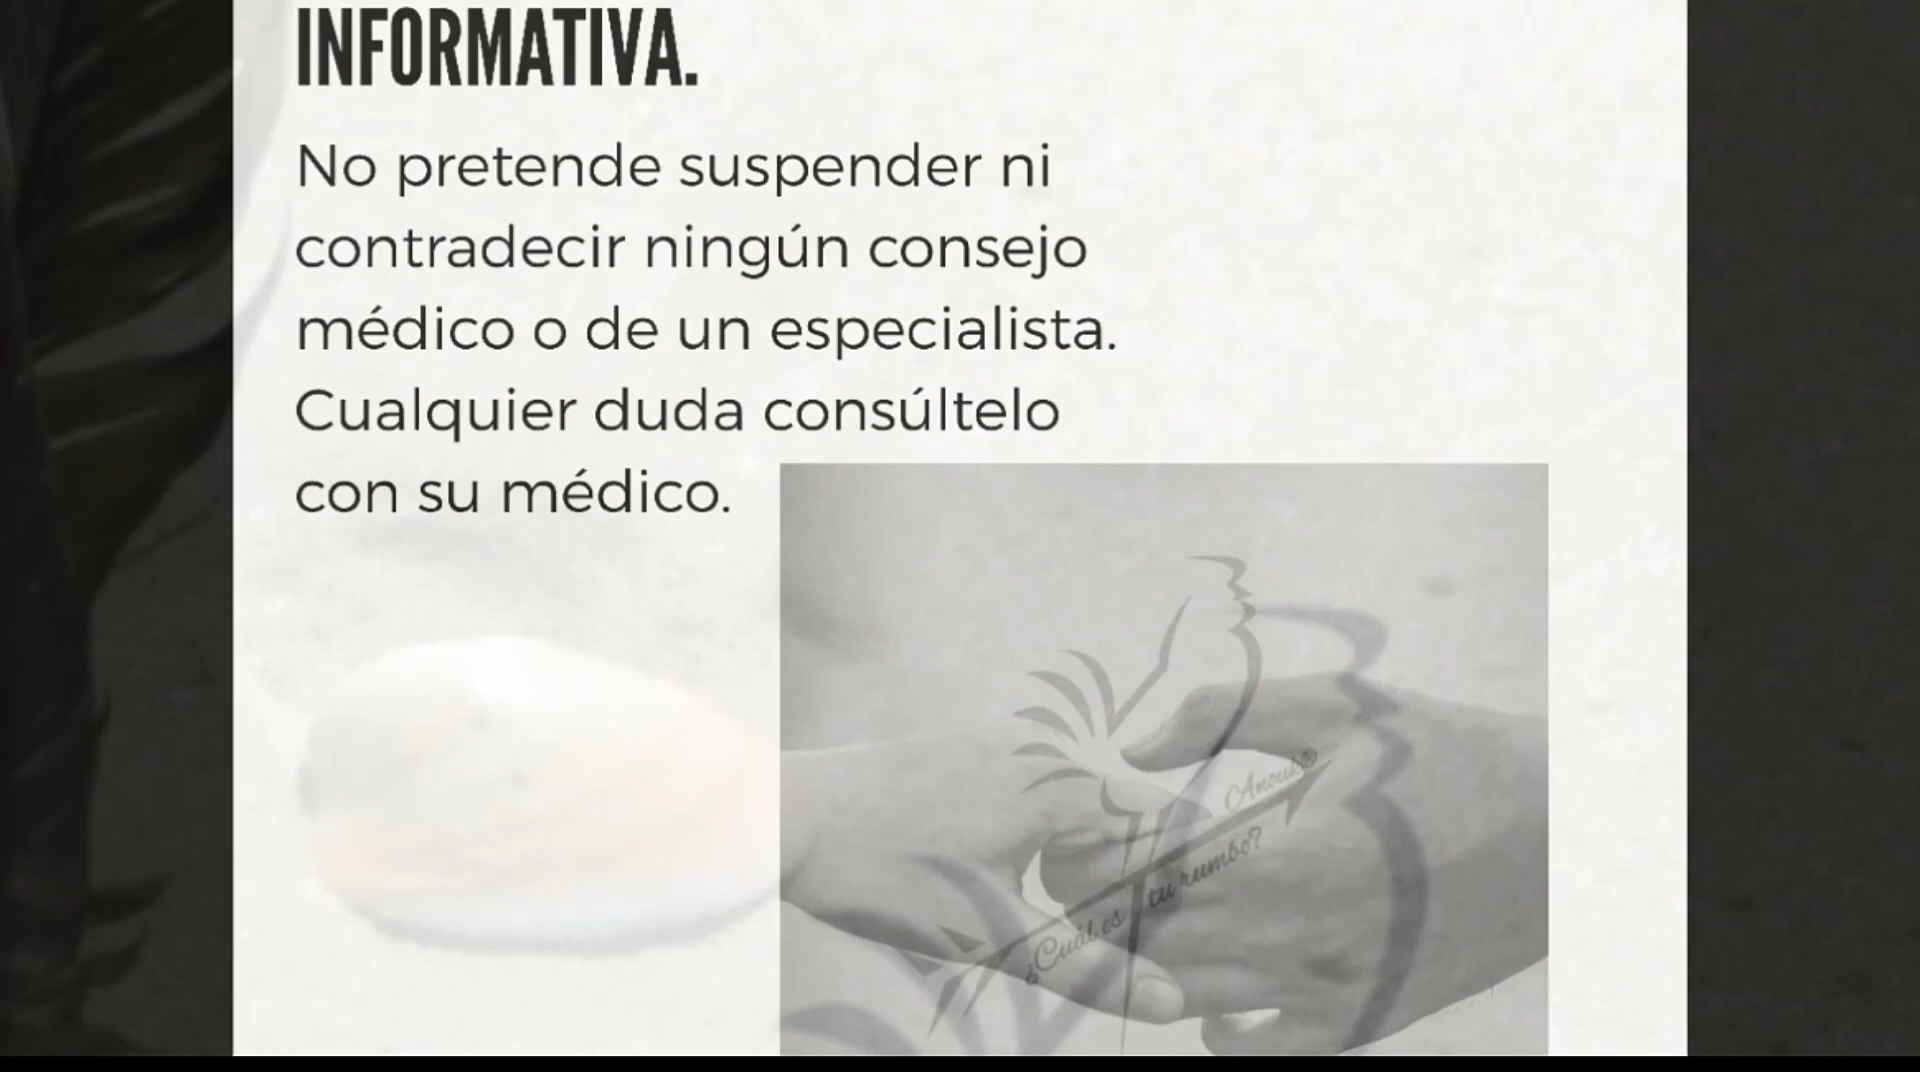 INFORMATIVA.
No pretende suspender ni
contradecir ningún consejo
médico o de un especialista.
Cualquier duda consúltelo
con su médico.
Anouk®
¿Cuál es tu rumbo?